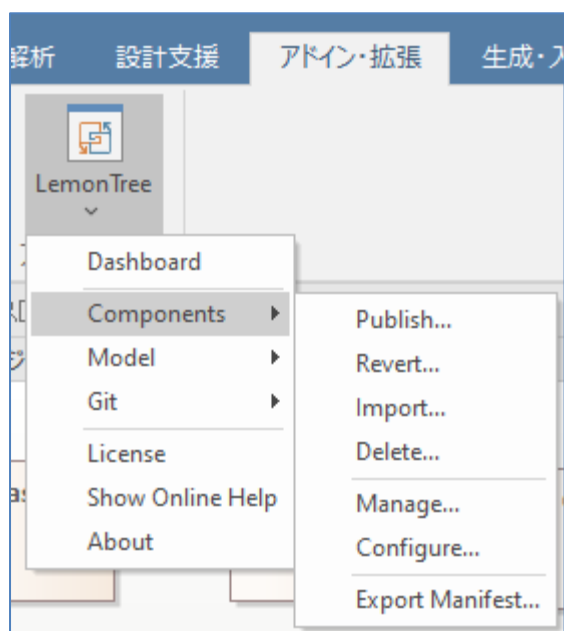 解析 設計支援 アドイン・拡張 生成・入
LemonTree
Dashboard
Components
Model
Git
License
Show Online Help
About
Publish...
Revert...
Import...
Delete...
Manage...
Configure...
Export Manifest...